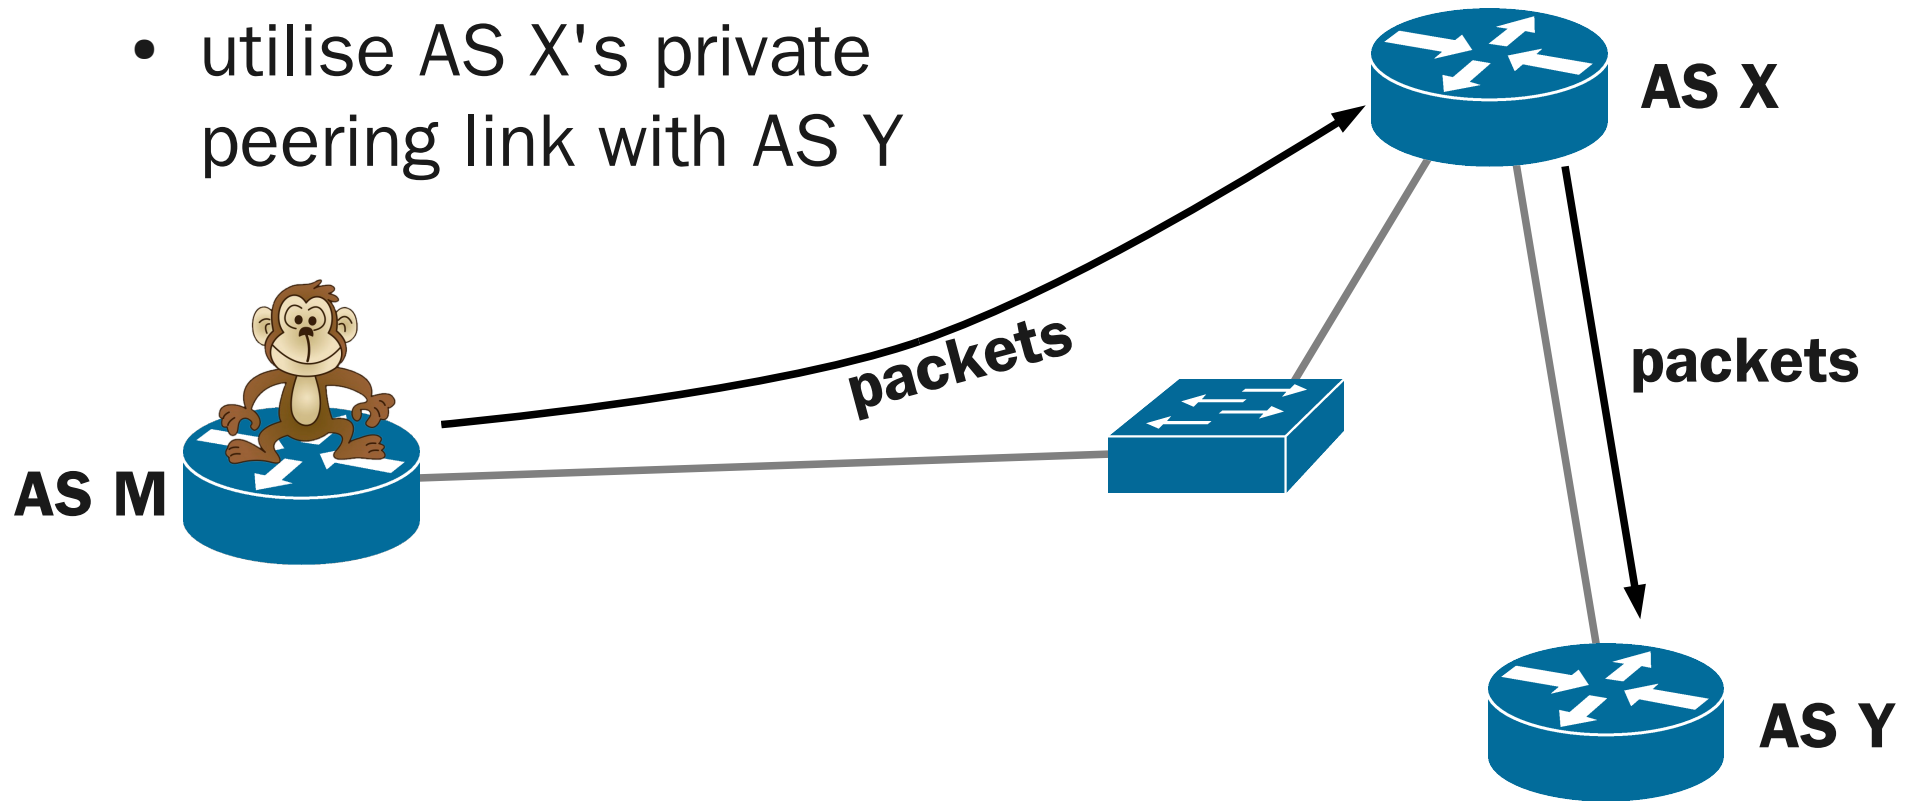 • utilise AS X's private
peering link with AS Y
AS X
packets
packets
AS M
AS Y